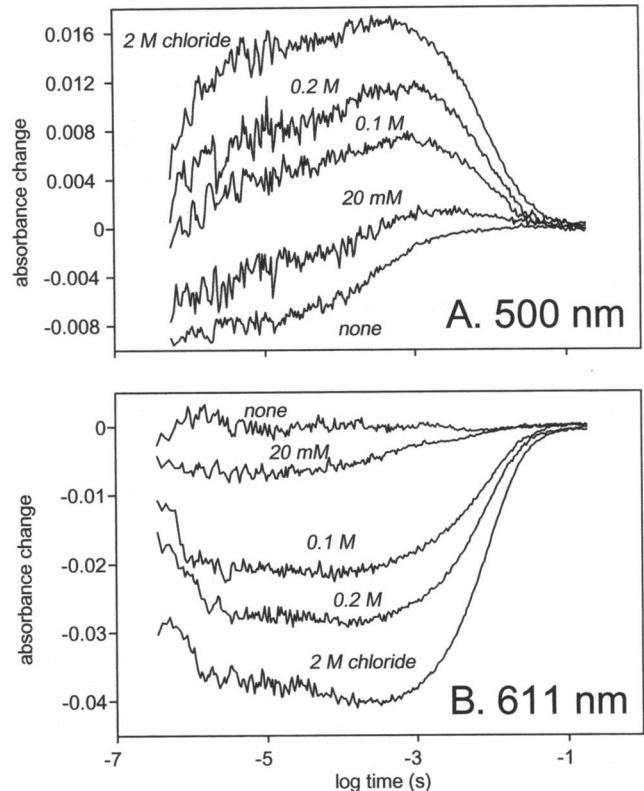 0.016
0.012
0.008
0.004
0
-0.004
-0.008
absorbance change
2 M chloride
0.2 M
0.1 M
20 mM
none
A. 500 nm
0
-0.01
-0.02
-0.03
-0.04
absorbance change
none
20 mM
0.1 M
0.2 M
2 M chloride
B. 611 nm
-7
-5
-3
-1
log time (s)